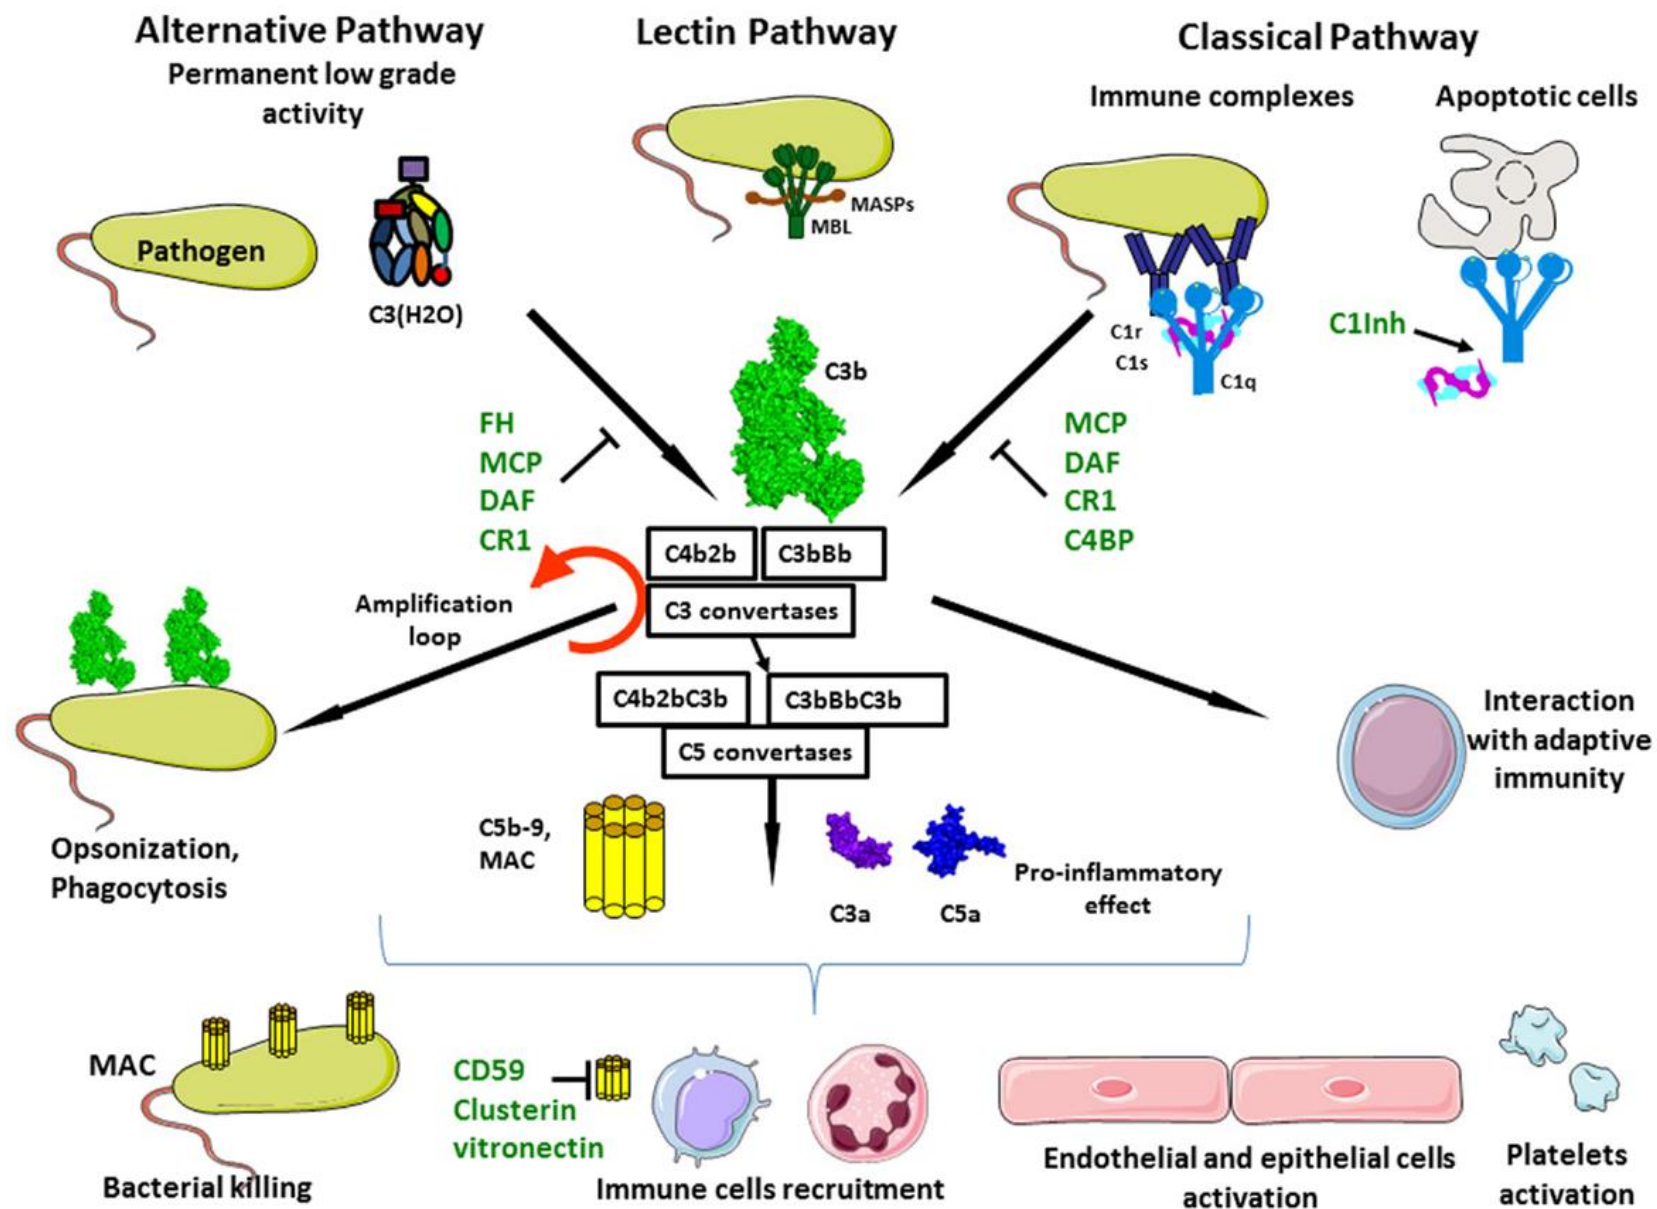 Alternative Pathway
Permanent low grade
activity
Pathogen
C3(H2O)
Lectin Pathway
MASPs
MBL
Classical Pathway
Immune complexes
Apoptotic cells
C1r
C1s
C1q
C1Inh
C3b
FH
MCP
DAF
CR1
MCP
DAF
CR1
C4BP
C4b2b
C3bBb
C3 convertases
Amplification
loop
C4b2bC3b
C3bBbC3b
C5 convertases
Opsonization,
Phagocytosis
C5b-9,
MAC
C3a
C5a
Pro-inflammatory
effect
Interaction
with adaptive
immunity
MAC
Bacterial killing
CD59
Clusterin
vitronectin
Immune cells recruitment
Endothelial and epithelial cells
activation
Platelets
activation